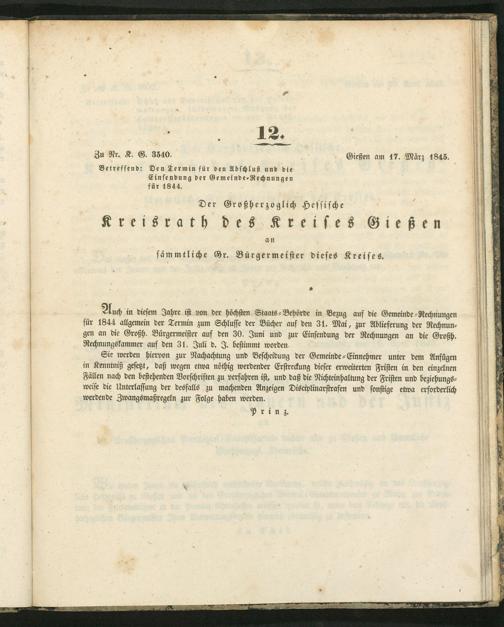 12.
Zu Nr. K. G. 3540.
Gießen am 17. März 1845.
Betreffend: Den Termin für den Abschluß und die
Einsendung der Gemeinde-Rechnungen
für 1844.
Der Großherzoglich Hessische
Kreisrath des Kreises Gießen
an
sämmtliche Gr. Bürgermeister dieses Kreises.
Auch in diesem Jahre ist von der höchsten Staats-Behörde in Bezug auf die Gemeinde-Rechnungen
für 1844 allgemein der Termin zum Schlusse der Bücher auf den 31. Mai, zur Ablieferung der Rechnun-
gen an die Großh. Bürgermeister auf den 30. Juni und zur Einsendung der Rechnungen an die Großh.
Rechnungskammer auf den 31. Juli d. J. bestimmt worden.
Sie werden hiervon zur Nachachtung und Bescheidung der Gemeinde-Einnehmer unter dem Anfügen
in Kenntniß gesetzt, daß wegen etwa nöthig werdender Erstreckung dieser erweiterten Fristen in den einzelnen
Fällen nach den bestehenden Vorschriften zu verfahren ist, und daß die Nichteinhaltung der Fristen und beziehungs-
weise die Unterlassung der desfalls zu machenden Anzeigen Disciplinarstrafen und sonstige etwa erforderlich
werdende Zwangsmaßregeln zur Folge haben werden.
Prinz.